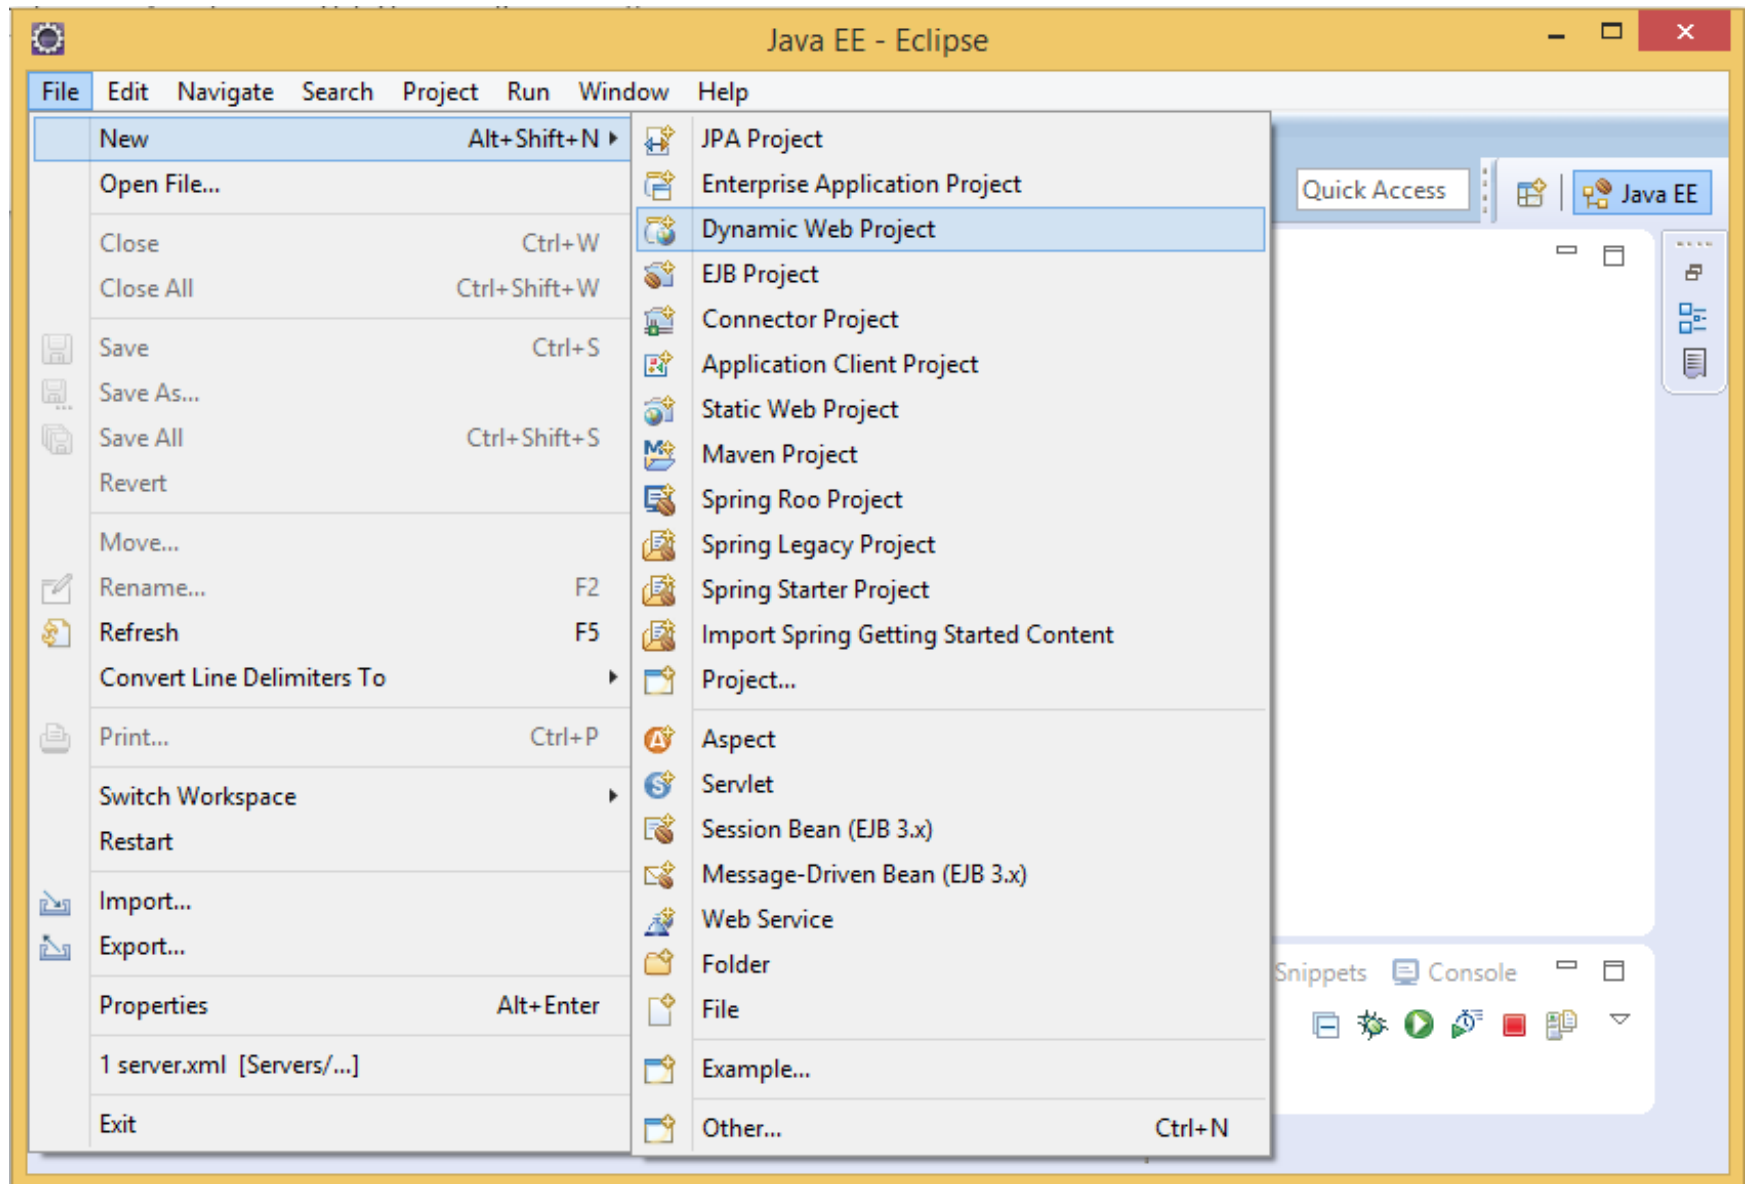 Java EE - Eclipse
File Edit Navigate Search Project Run Window Help
New Alt+Shift+N
Open File...
Close Ctrl+W
Close All Ctrl+Shift+W
Save Ctrl+S
Save As...
Save All Ctrl+Shift+S
Revert
Move...
Rename... F2
Refresh F5
Convert Line Delimiters To
Print... Ctrl+P
Switch Workspace
Restart
Import...
Export...
Properties Alt+Enter
1 server.xml [Servers/...]
Exit
JPA Project
Enterprise Application Project
Dynamic Web Project
EJB Project
Connector Project
Application Client Project
Static Web Project
Maven Project
Spring Roo Project
Spring Legacy Project
Spring Starter Project
Import Spring Getting Started Content
Project...
Aspect
Servlet
Session Bean (EJB 3.x)
Message-Driven Bean (EJB 3.x)
Web Service
Folder
File
Example...
Other... Ctrl+N
Quick Access Java EE
Snippets Console